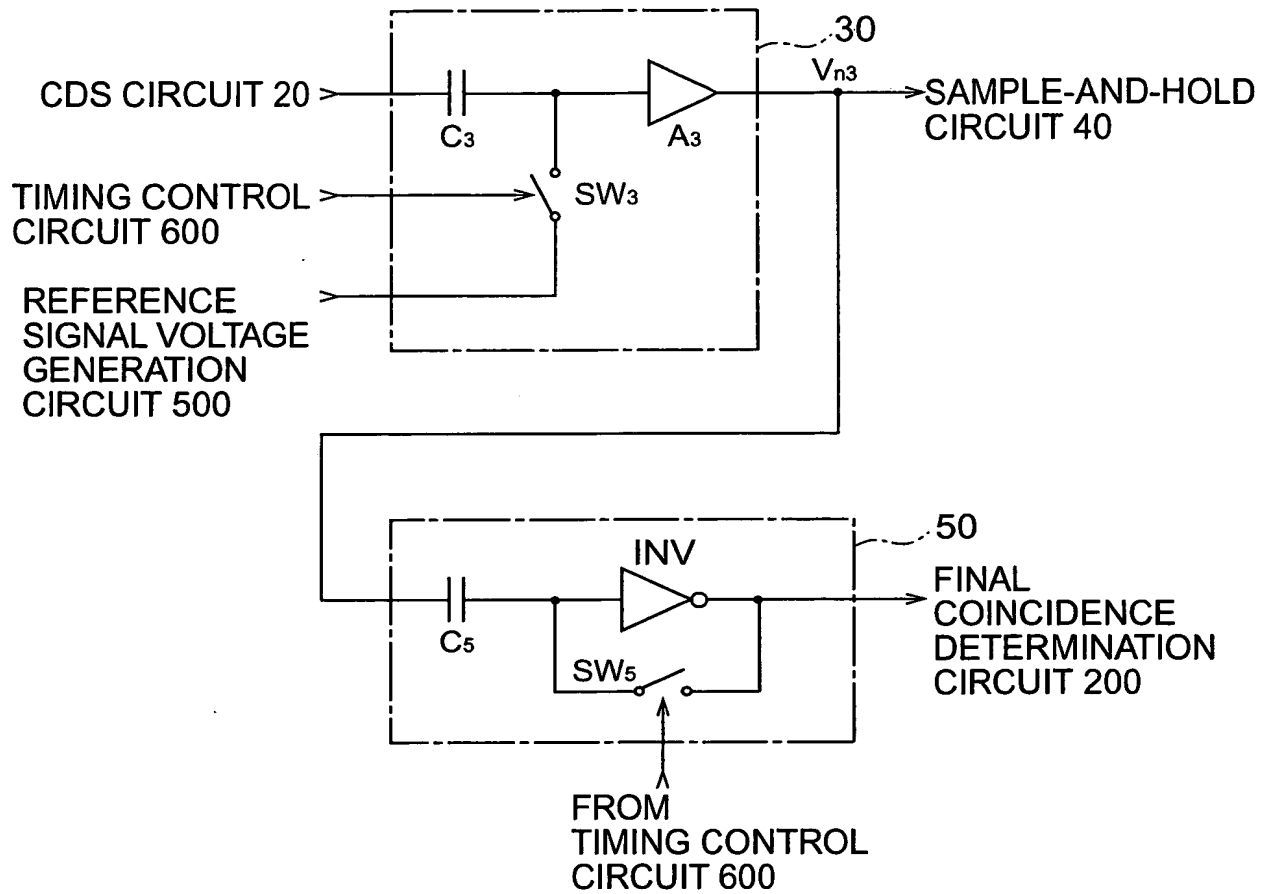 30
Vn3
CDS CIRCUIT 20
SAMPLE-AND-HOLD
CIRCUIT 40
C3
A3
TIMING CONTROL
CIRCUIT 600
SW3
REFERENCE
SIGNAL VOLTAGE
GENERATION
CIRCUIT 500
50
INV
C5
SW5
FINAL
COINCIDENCE
DETERMINATION
CIRCUIT 200
FROM
TIMING CONTROL
CIRCUIT 600